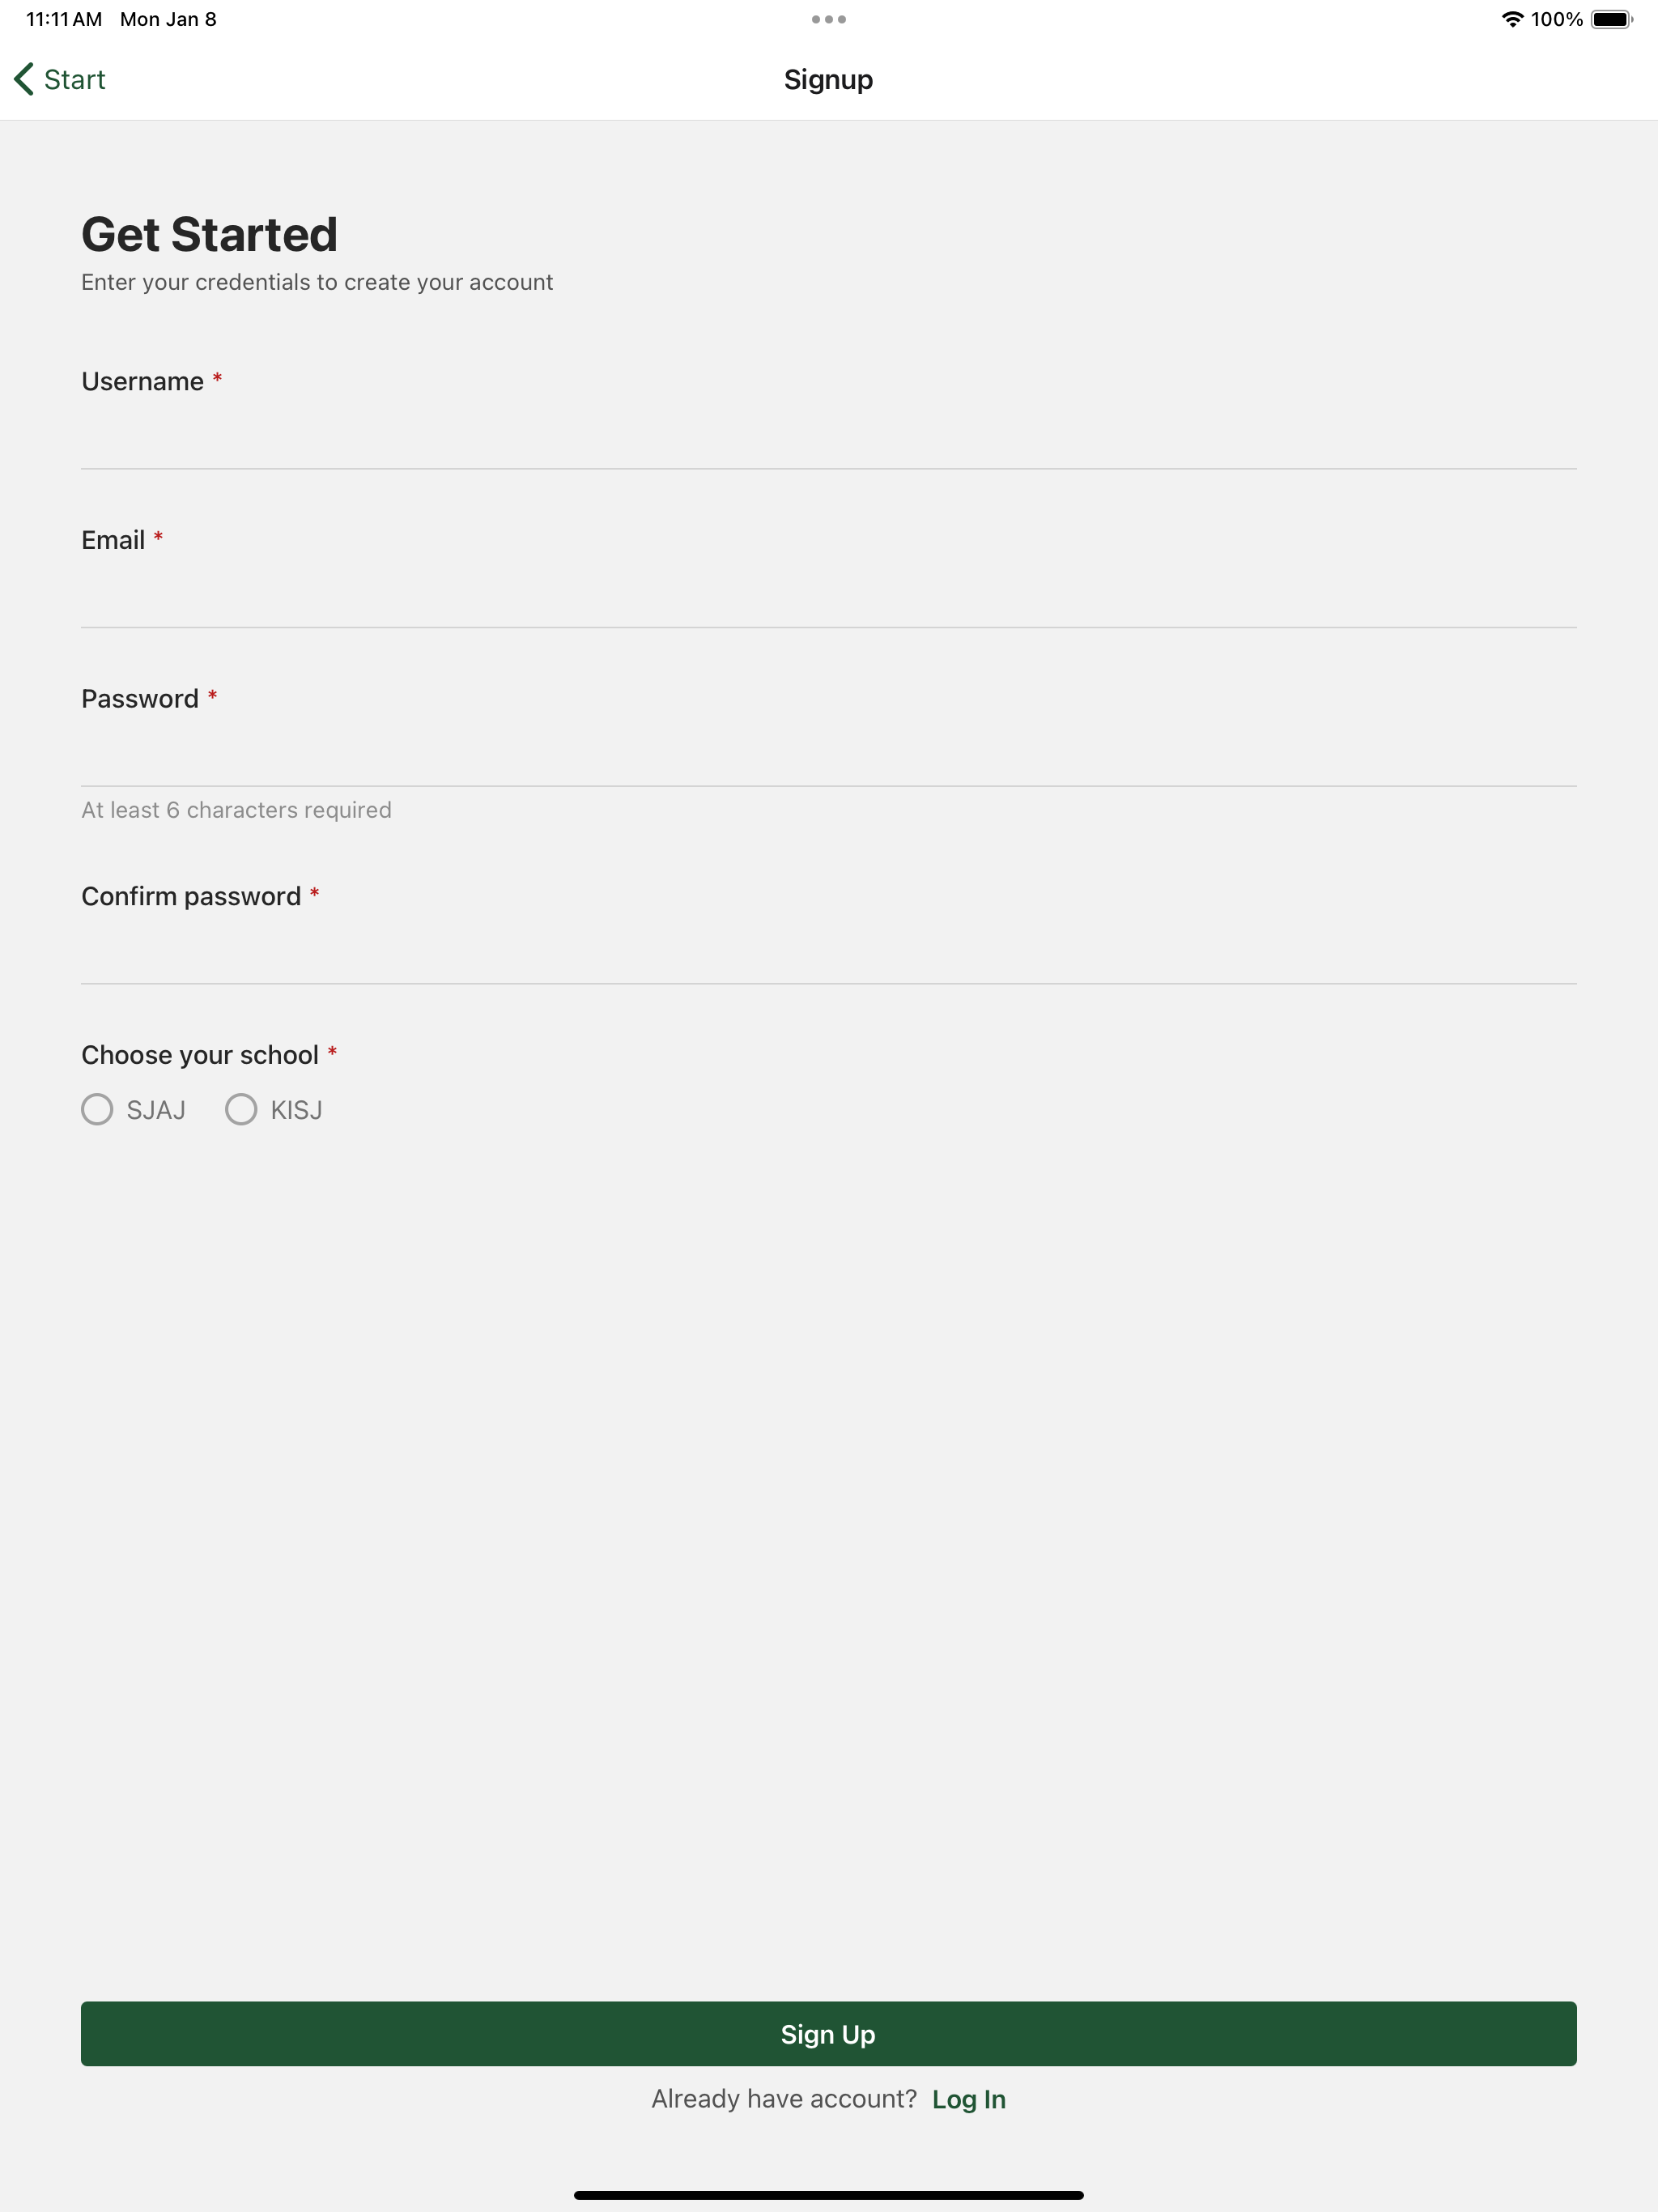 11:11 AM Mon Jan 8 100%
Start Signup
Get Started
Enter your credentials to create your account
Username *
Email *
Password *
At least 6 characters required
Confirm password *
Choose your school *
SJAJ KISJ
Sign Up
Already have account? Log In